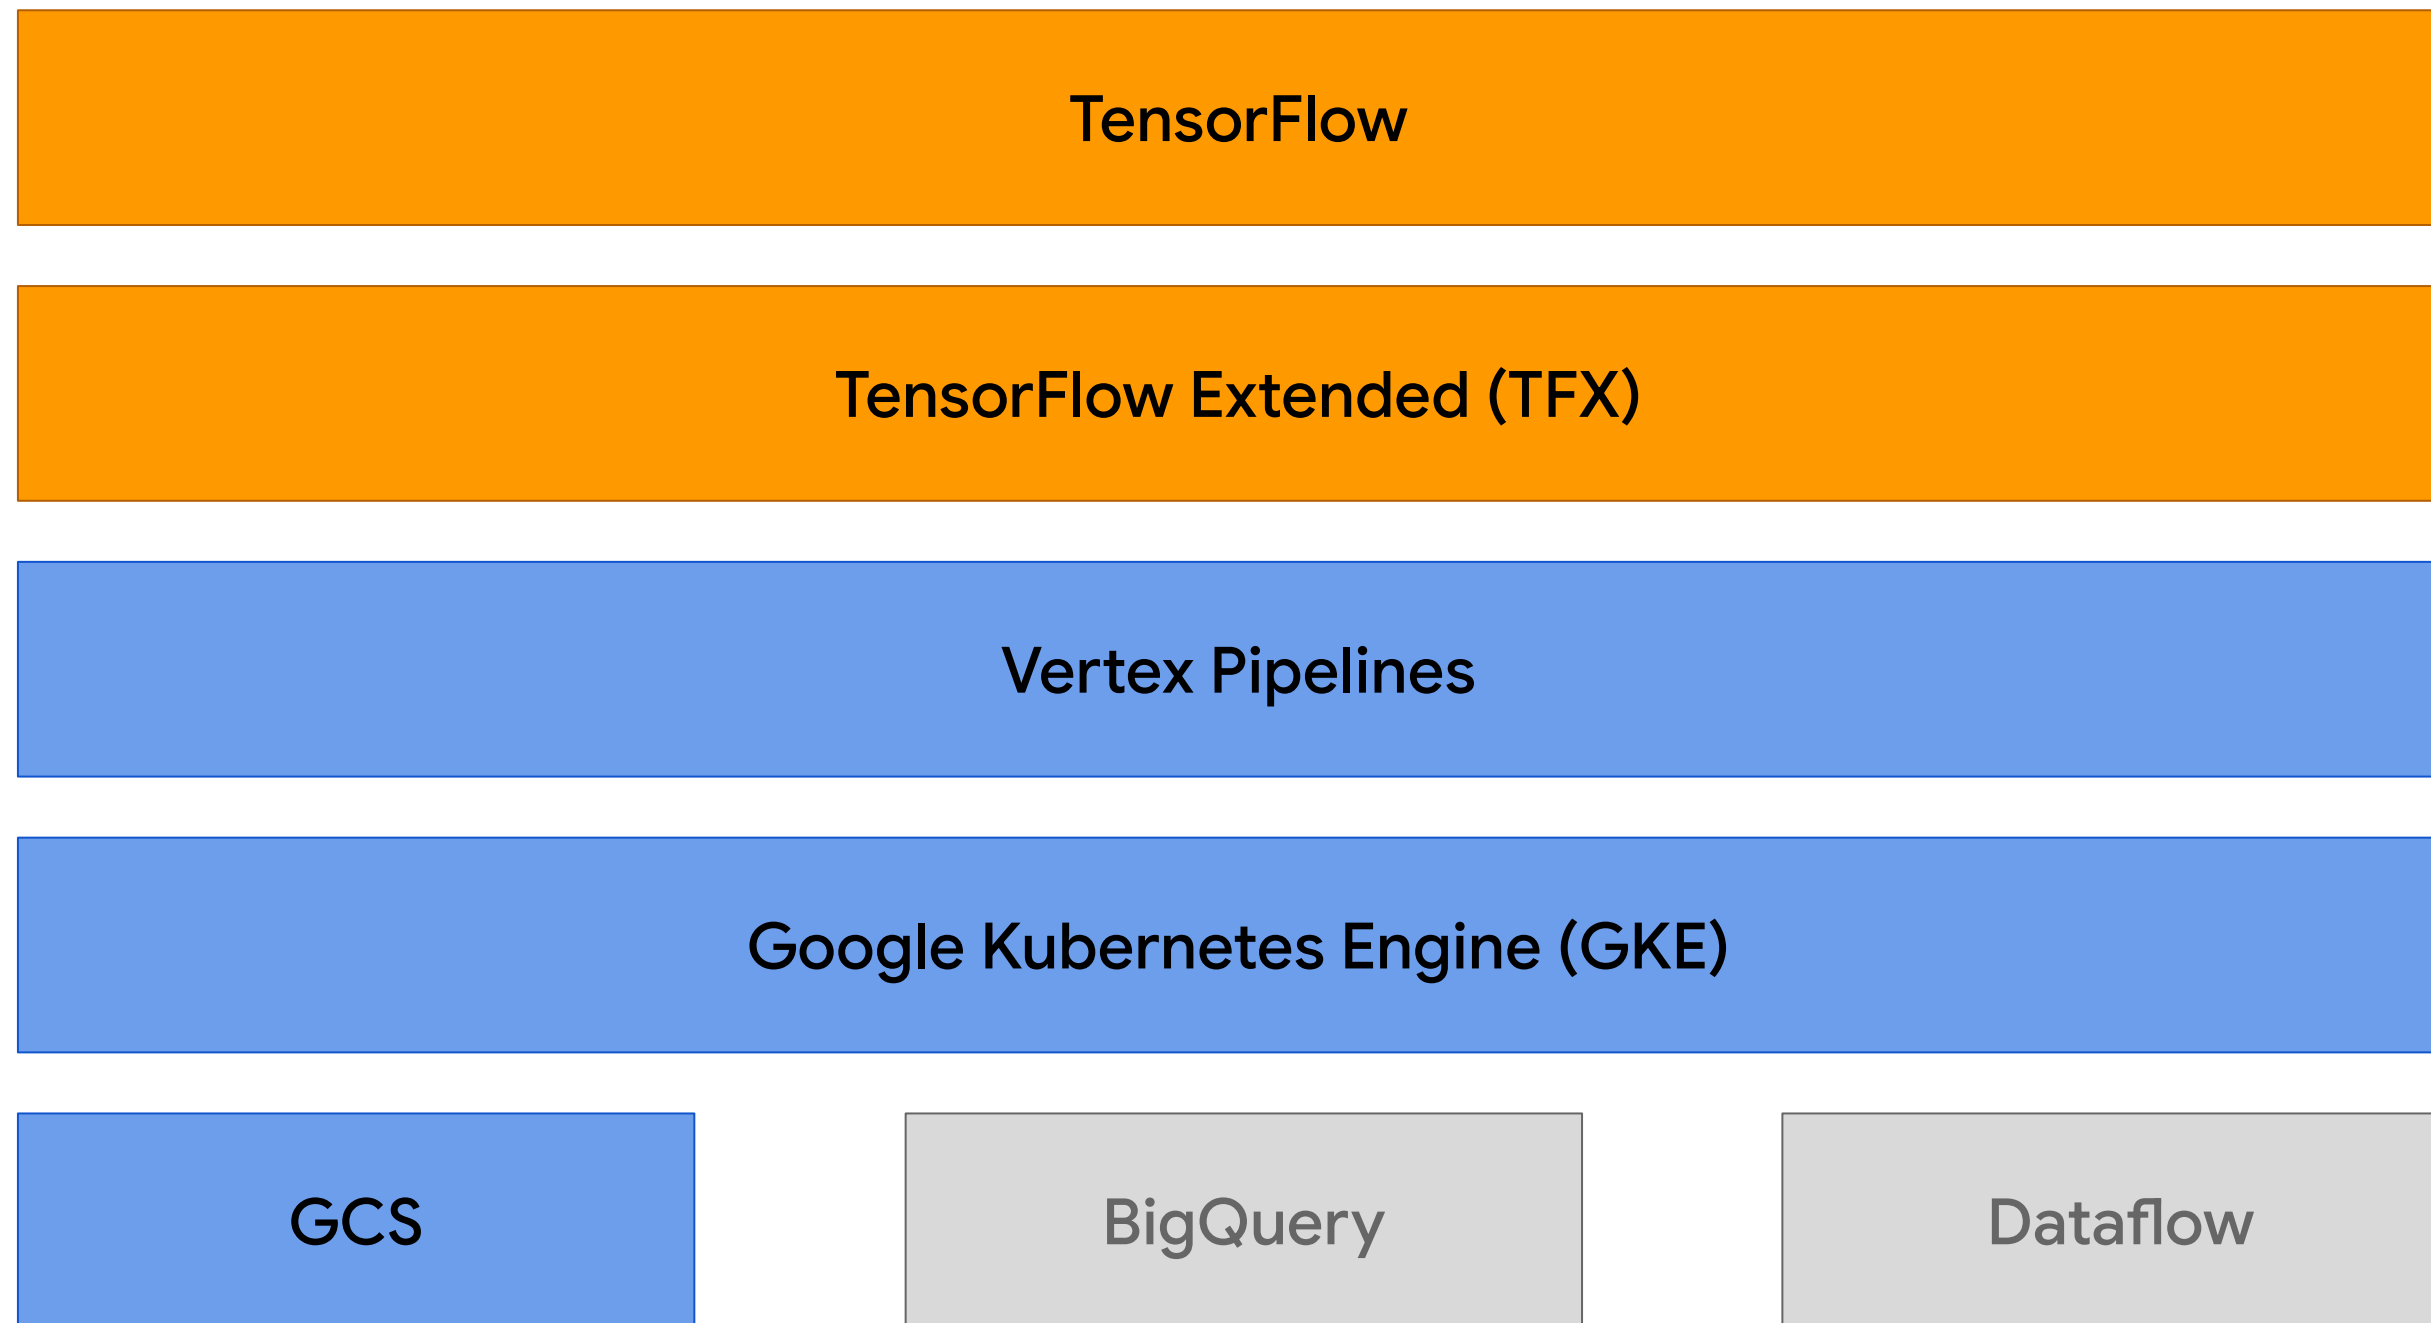 TensorFlow
TensorFlow Extended (TFX)
Vertex Pipelines
Google Kubernetes Engine (GKE)
GCS
BigQuery
Dataflow